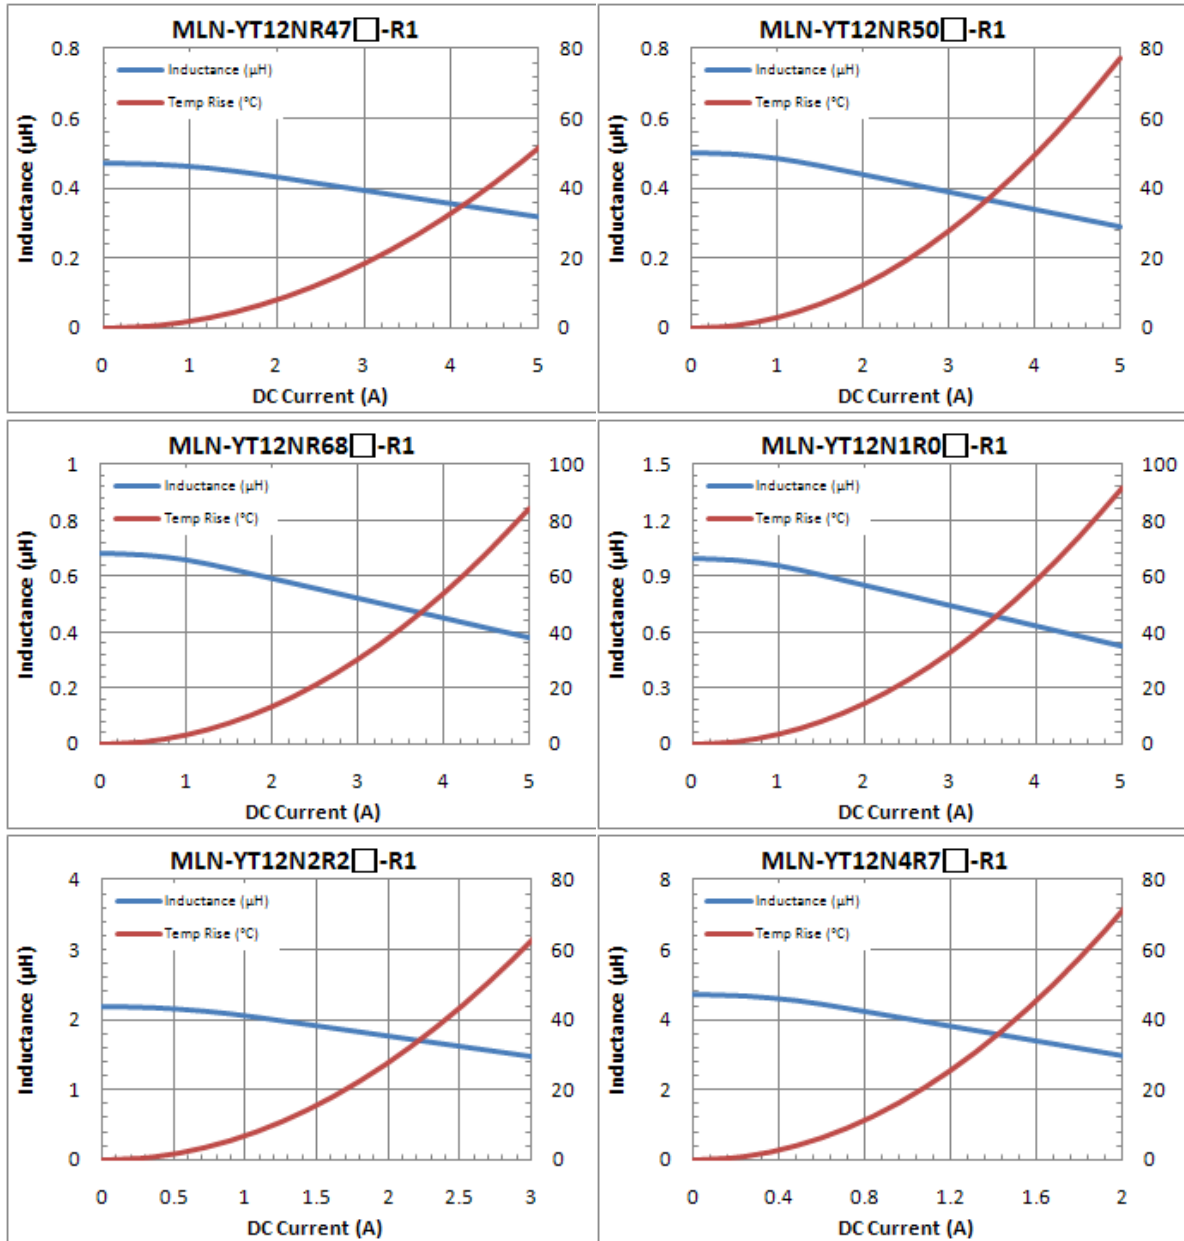 MLN-YT12NR47□-R1
0.8
0.6
0.4
0.2
0
80
60
40
20
0
Inductance (μH)
Temp Rise (°C)
Inductance (μH)
0 1 2 3 4 5
DC Current (A)
MLN-YT12NR50□-R1
0.8
0.6
0.4
0.2
0
80
60
40
20
0
Inductance (μH)
Temp Rise (°C)
Inductance (μH)
0 1 2 3 4 5
DC Current (A)
MLN-YT12NR68□-R1
1
0.8
0.6
0.4
0.2
0
100
80
60
40
20
0
Inductance (μH)
Temp Rise (°C)
Inductance (μH)
0 1 2 3 4 5
DC Current (A)
MLN-YT12N1R0□-R1
1.5
1.2
0.9
0.6
0.3
0
100
80
60
40
20
0
Inductance (μH)
Temp Rise (°C)
Inductance (μH)
0 1 2 3 4 5
DC Current (A)
MLN-YT12N2R2□-R1
4
3
2
1
0
80
60
40
20
0
Inductance (μH)
Temp Rise (°C)
Inductance (μH)
0 0.5 1 1.5 2 2.5 3
DC Current (A)
MLN-YT12N4R7□-R1
8
6
4
2
0
80
60
40
20
0
Inductance (μH)
Temp Rise (°C)
Inductance (μH)
0 0.4 0.8 1.2 1.6 2
DC Current (A)